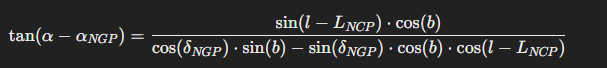 tan(α − α_NGP) = sin(l − L_NCP) · cos(b) / cos(δ_NGP) · sin(b) − sin(δ_NGP) · cos(b) · cos(l − L_NCP)